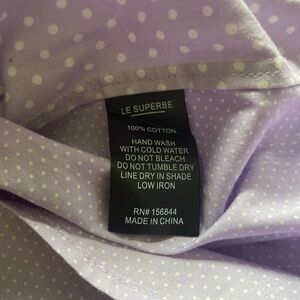 LE SUPERBE
100% COTTON
HAND WASH
WITH COLD WATER
DO NOT BLEACH
DO NOT TUMBLE DRY
LINE DRY IN SHADE
LOW IRON
RN# 156844
MADE IN CHINA